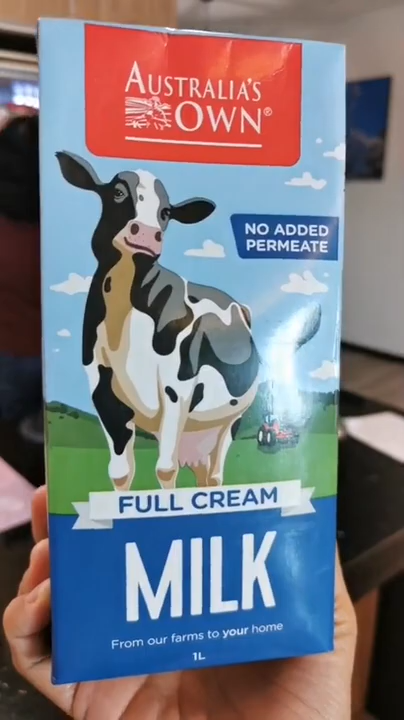 AUSTRALIA'S
OWN®
NO ADDED
PERMEATE
FULL CREAM
MILK
From our farms to your home
1L